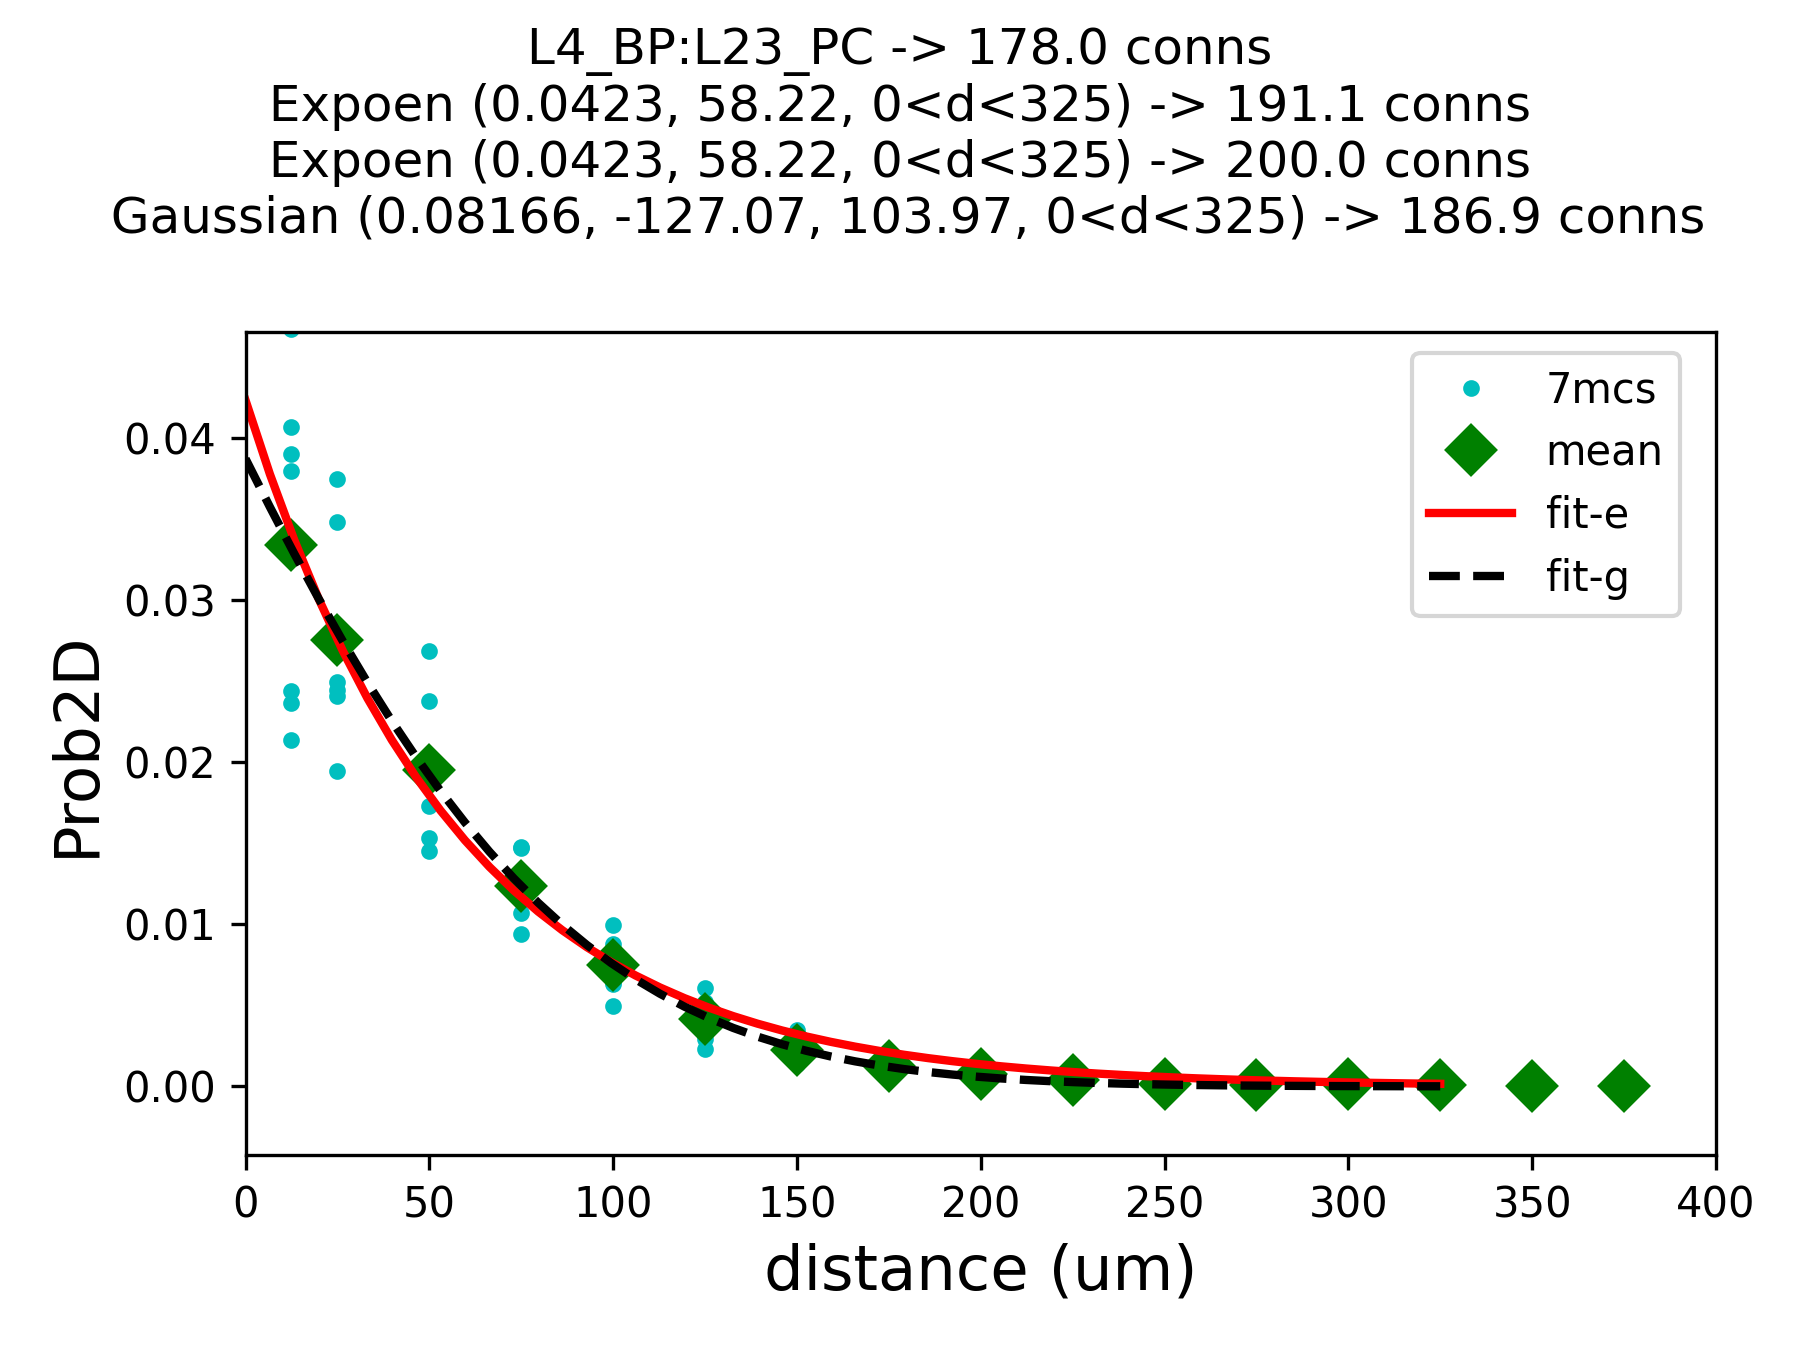 L4_BP:L23_PC -> 178.0 conns
Expoen (0.0423, 58.22, 0<d<325) -> 191.1 conns
Expoen (0.0423, 58.22, 0<d<325) -> 200.0 conns
Gaussian (0.08166, -127.07, 103.97, 0<d<325) -> 186.9 conns
7mcs
mean
fit-e
fit-g
Prob2D
0.04
0.03
0.02
0.01
0.00
0 50 100 150 200 250 300 350 400
distance (um)